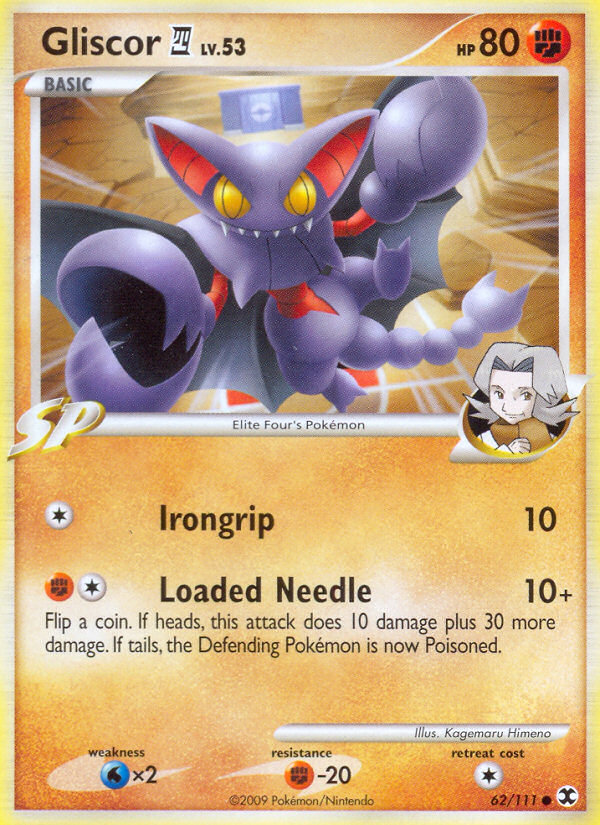 Gliscor LV.53
HP 80
BASIC
SP
Elite Four's Pokémon
Irongrip 10
Loaded Needle 10+
Flip a coin. If heads, this attack does 10 damage plus 30 more
damage. If tails, the Defending Pokémon is now Poisoned.
Illus. Kagemaru Himeno
weakness resistance retreat cost
×2 -20
©2009 Pokémon/Nintendo 62/111